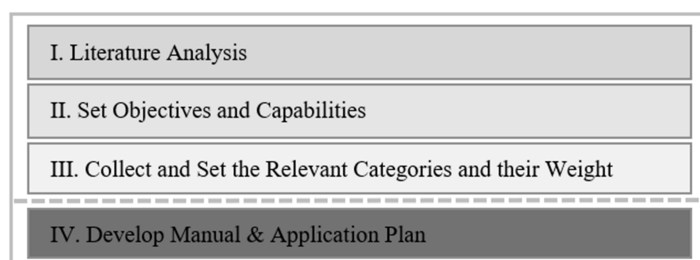 I. Literature Analysis
II. Set Objectives and Capabilities
III. Collect and Set the Relevant Categories and their Weight
IV. Develop Manual & Application Plan